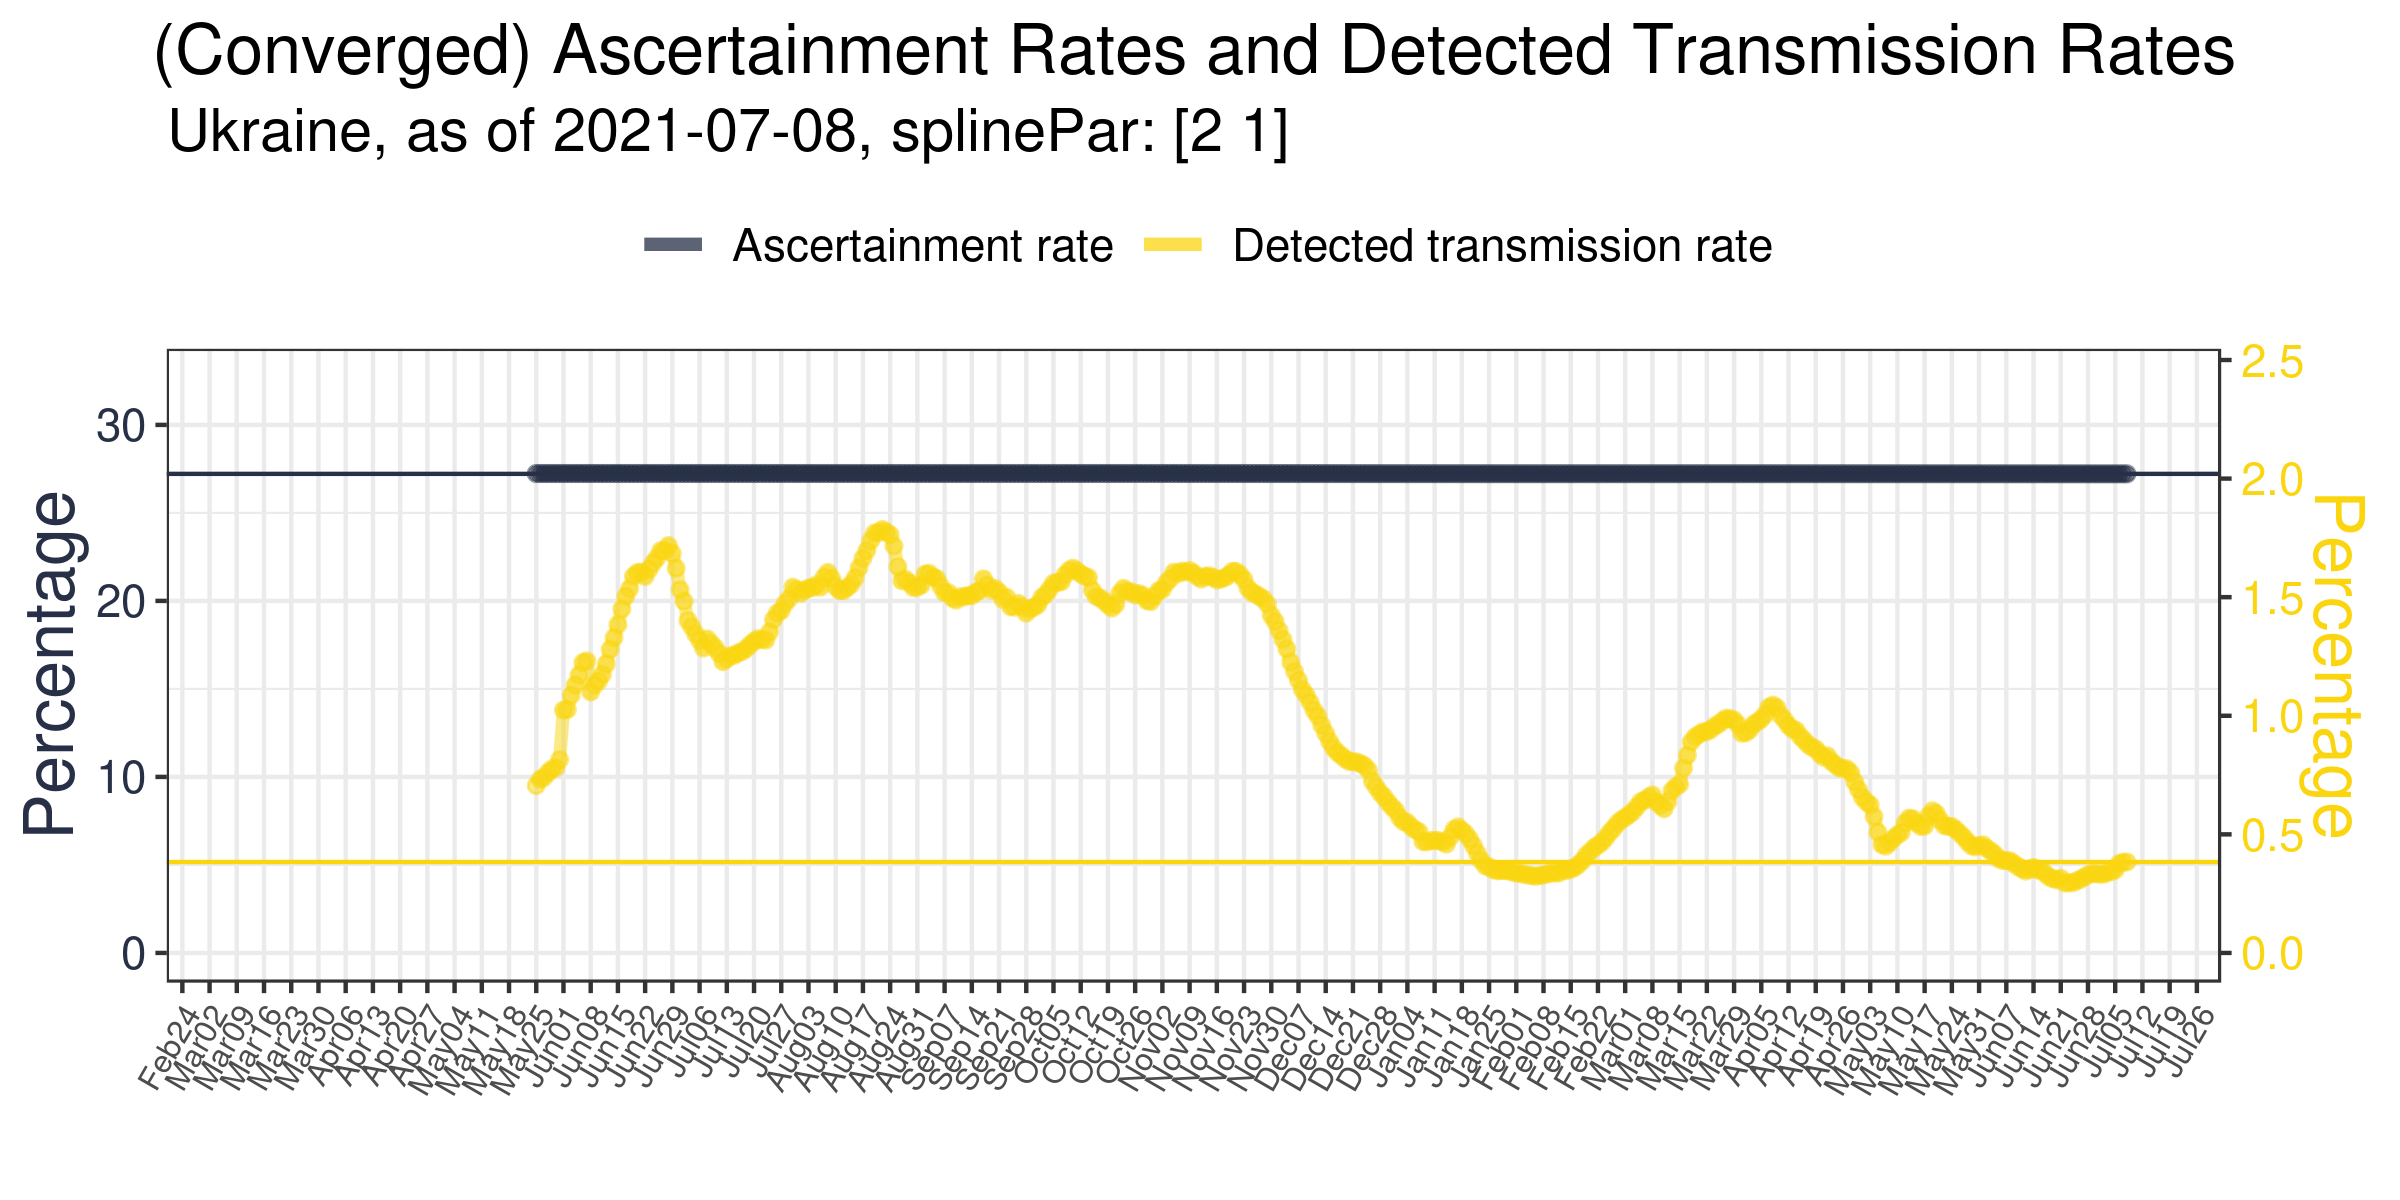 (Converged) Ascertainment Rates and Detected Transmission Rates
Ukraine, as of 2021-07-08, splinePar: [2 1]
Ascertainment rate Detected transmission rate
Percentage
30
20
10
0
2.5
2.0
1.5
1.0
0.5
0.0
Percentage
Feb24
Mar02
Mar09
Mar16
Mar23
Mar30
Apr06
Apr13
Apr20
Apr27
May04
May11
May18
May25
Jun01
Jun08
Jun15
Jun22
Jun29
Jul06
Jul13
Jul20
Jul27
Aug03
Aug10
Aug17
Aug24
Aug31
Sep07
Sep14
Sep21
Sep28
Oct05
Oct12
Oct19
Oct26
Nov02
Nov09
Nov16
Nov23
Nov30
Dec07
Dec14
Dec21
Dec28
Jan04
Jan11
Jan18
Jan25
Feb01
Feb08
Feb15
Feb22
Mar01
Mar08
Mar15
Mar22
Mar29
Apr05
Apr12
Apr19
Apr26
May03
May10
May17
May24
May31
Jun07
Jun14
Jun21
Jun28
Jul05
Jul12
Jul19
Jul26